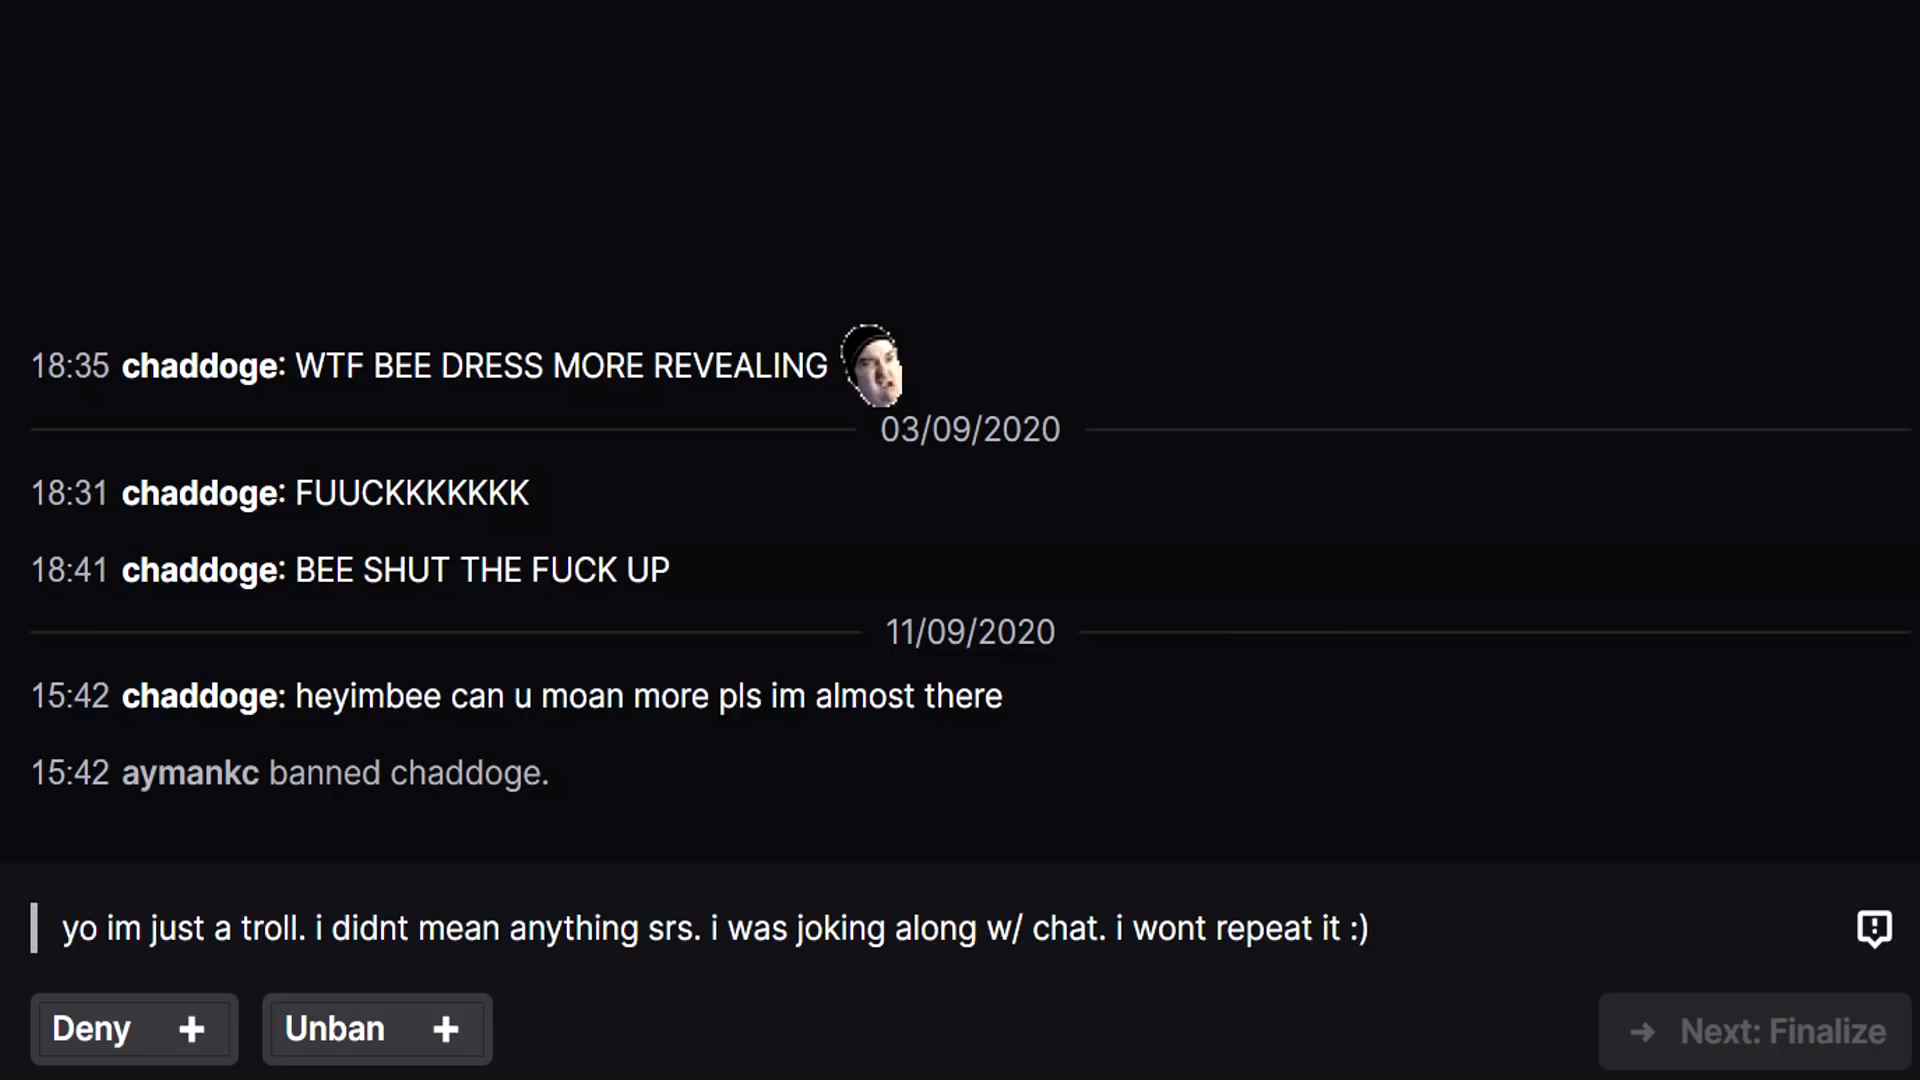 18:35 chaddoge: WTF BEE DRESS MORE REVEALING
03/09/2020
18:31 chaddoge: FUUCKKKKKKK
18:41 chaddoge: BEE SHUT THE FUCK UP
11/09/2020
15:42 chaddoge: heyimbee can u moan more pls im almost there
15:42 aymankc banned chaddoge.
yo im just a troll. i didnt mean anything srs. i was joking along w/ chat. i wont repeat it :)
Deny + Unban + → Next: Finalize